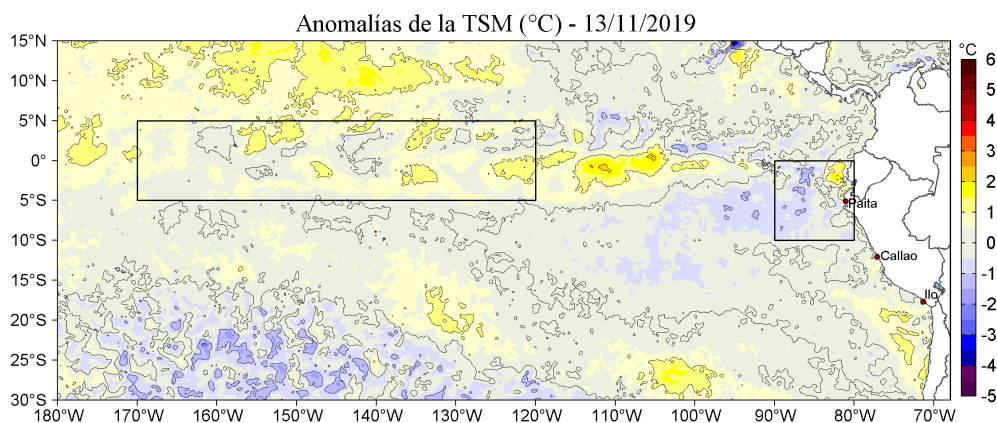 Anomalías de la TSM (°C) - 13/11/2019
15°N
10°N
5°N
0°
5°S
10°S
15°S
20°S
25°S
30°S
180°W
170°W
160°W
150°W
140°W
130°W
120°W
110°W
100°W
90°W
80°W
70°W
Paita
Callao
Ilo
°C
6
5
4
3
2
1
0
-1
-2
-3
-4
-5